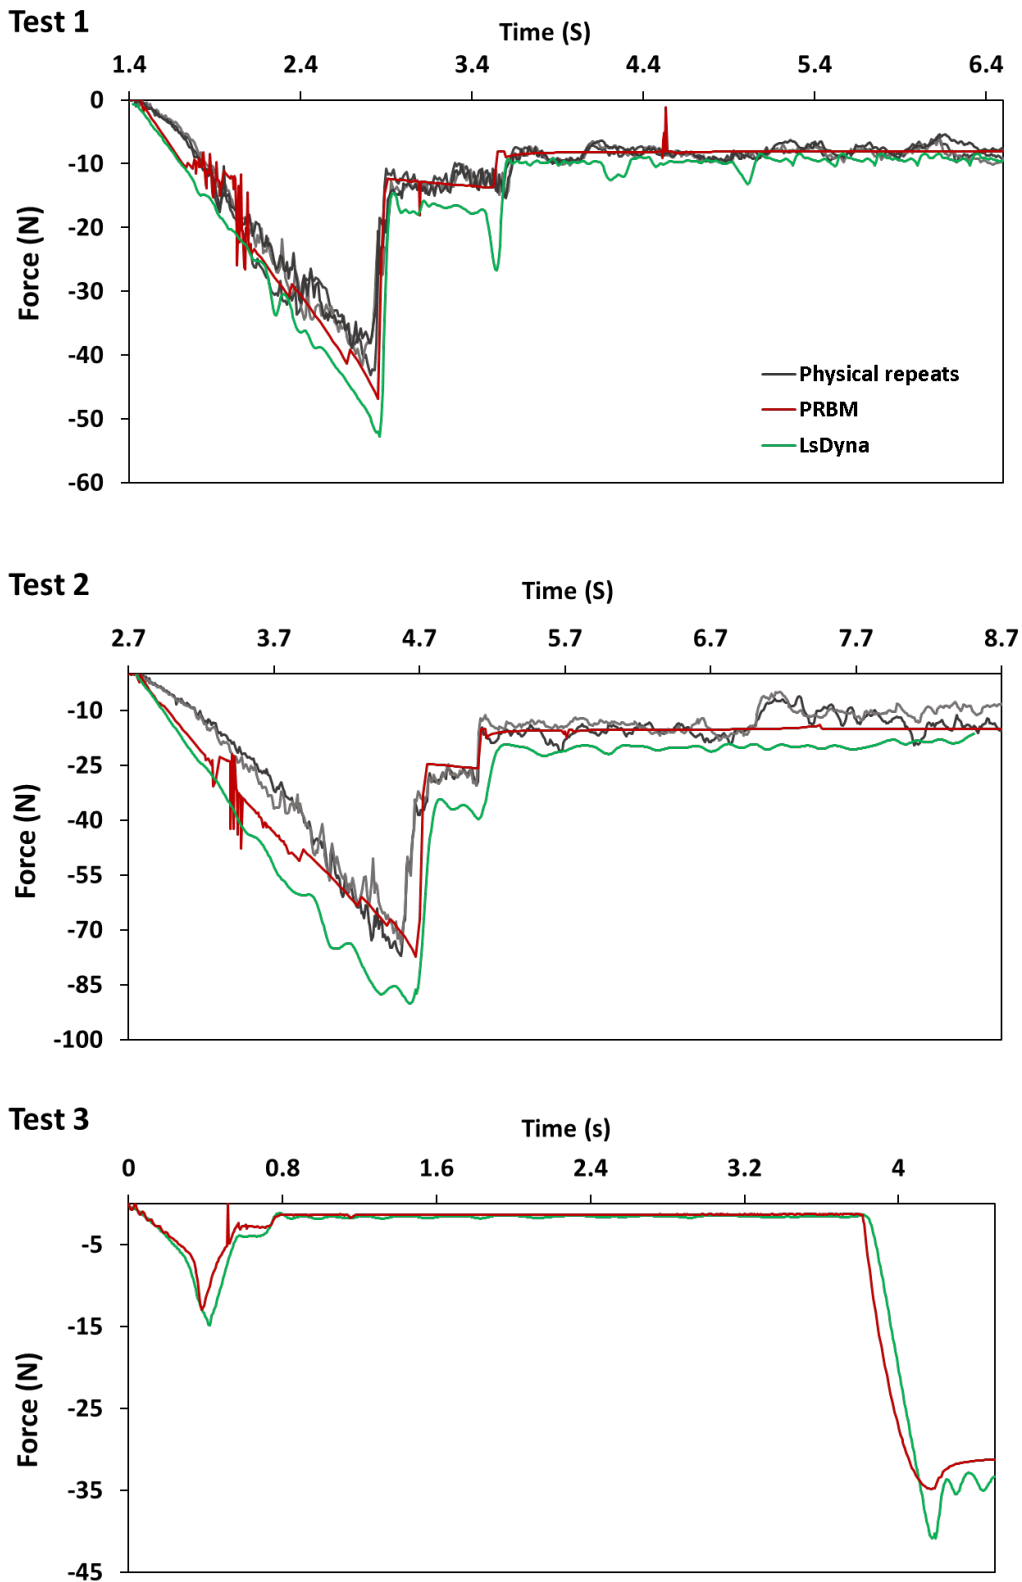 Test 1
Time (S)
1.4 2.4 3.4 4.4 5.4 6.4
0
-10
-20
-30
-40
-50
-60
Force (N)
Physical repeats
PRBM
LsDyna
Test 2
Time (S)
2.7 3.7 4.7 5.7 6.7 7.7 8.7
-10
-25
-40
-55
-70
-85
-100
Force (N)
Test 3
Time (s)
0 0.8 1.6 2.4 3.2 4
-5
-15
-25
-35
-45
Force (N)